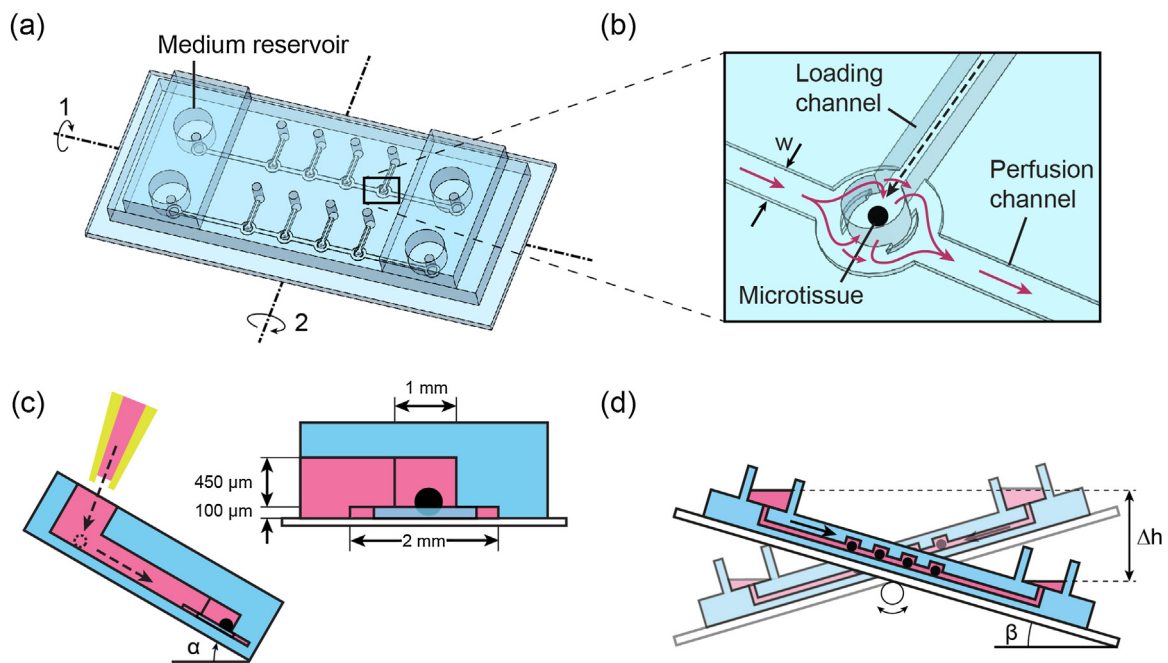 (a)
Medium reservoir
1
2
(b)
Loading
channel
w
Perfusion
channel
Microtissue
(c)
α
1 mm
450 µm
100 µm
2 mm
(d)
Δh
β